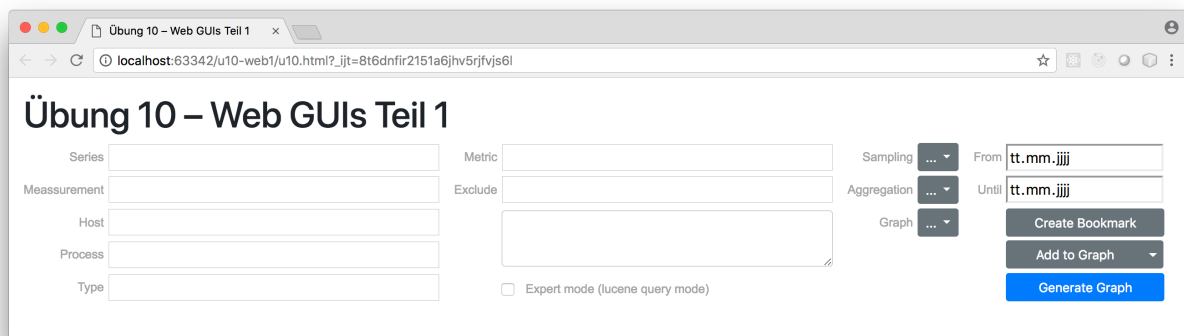 Übung 10 – Web GUIs Teil 1 ×
localhost:63342/u10-web1/u10.html?_ijt=8t6dnfir2151a6jhv5rjfvjs6l
Übung 10 – Web GUIs Teil 1
Series Metric Sampling ... From tt.mm.jjjj
Meassurement Exclude Aggregation ... Until tt.mm.jjjj
Host Graph ... Create Bookmark
Process Add to Graph
Type Expert mode (lucene query mode) Generate Graph